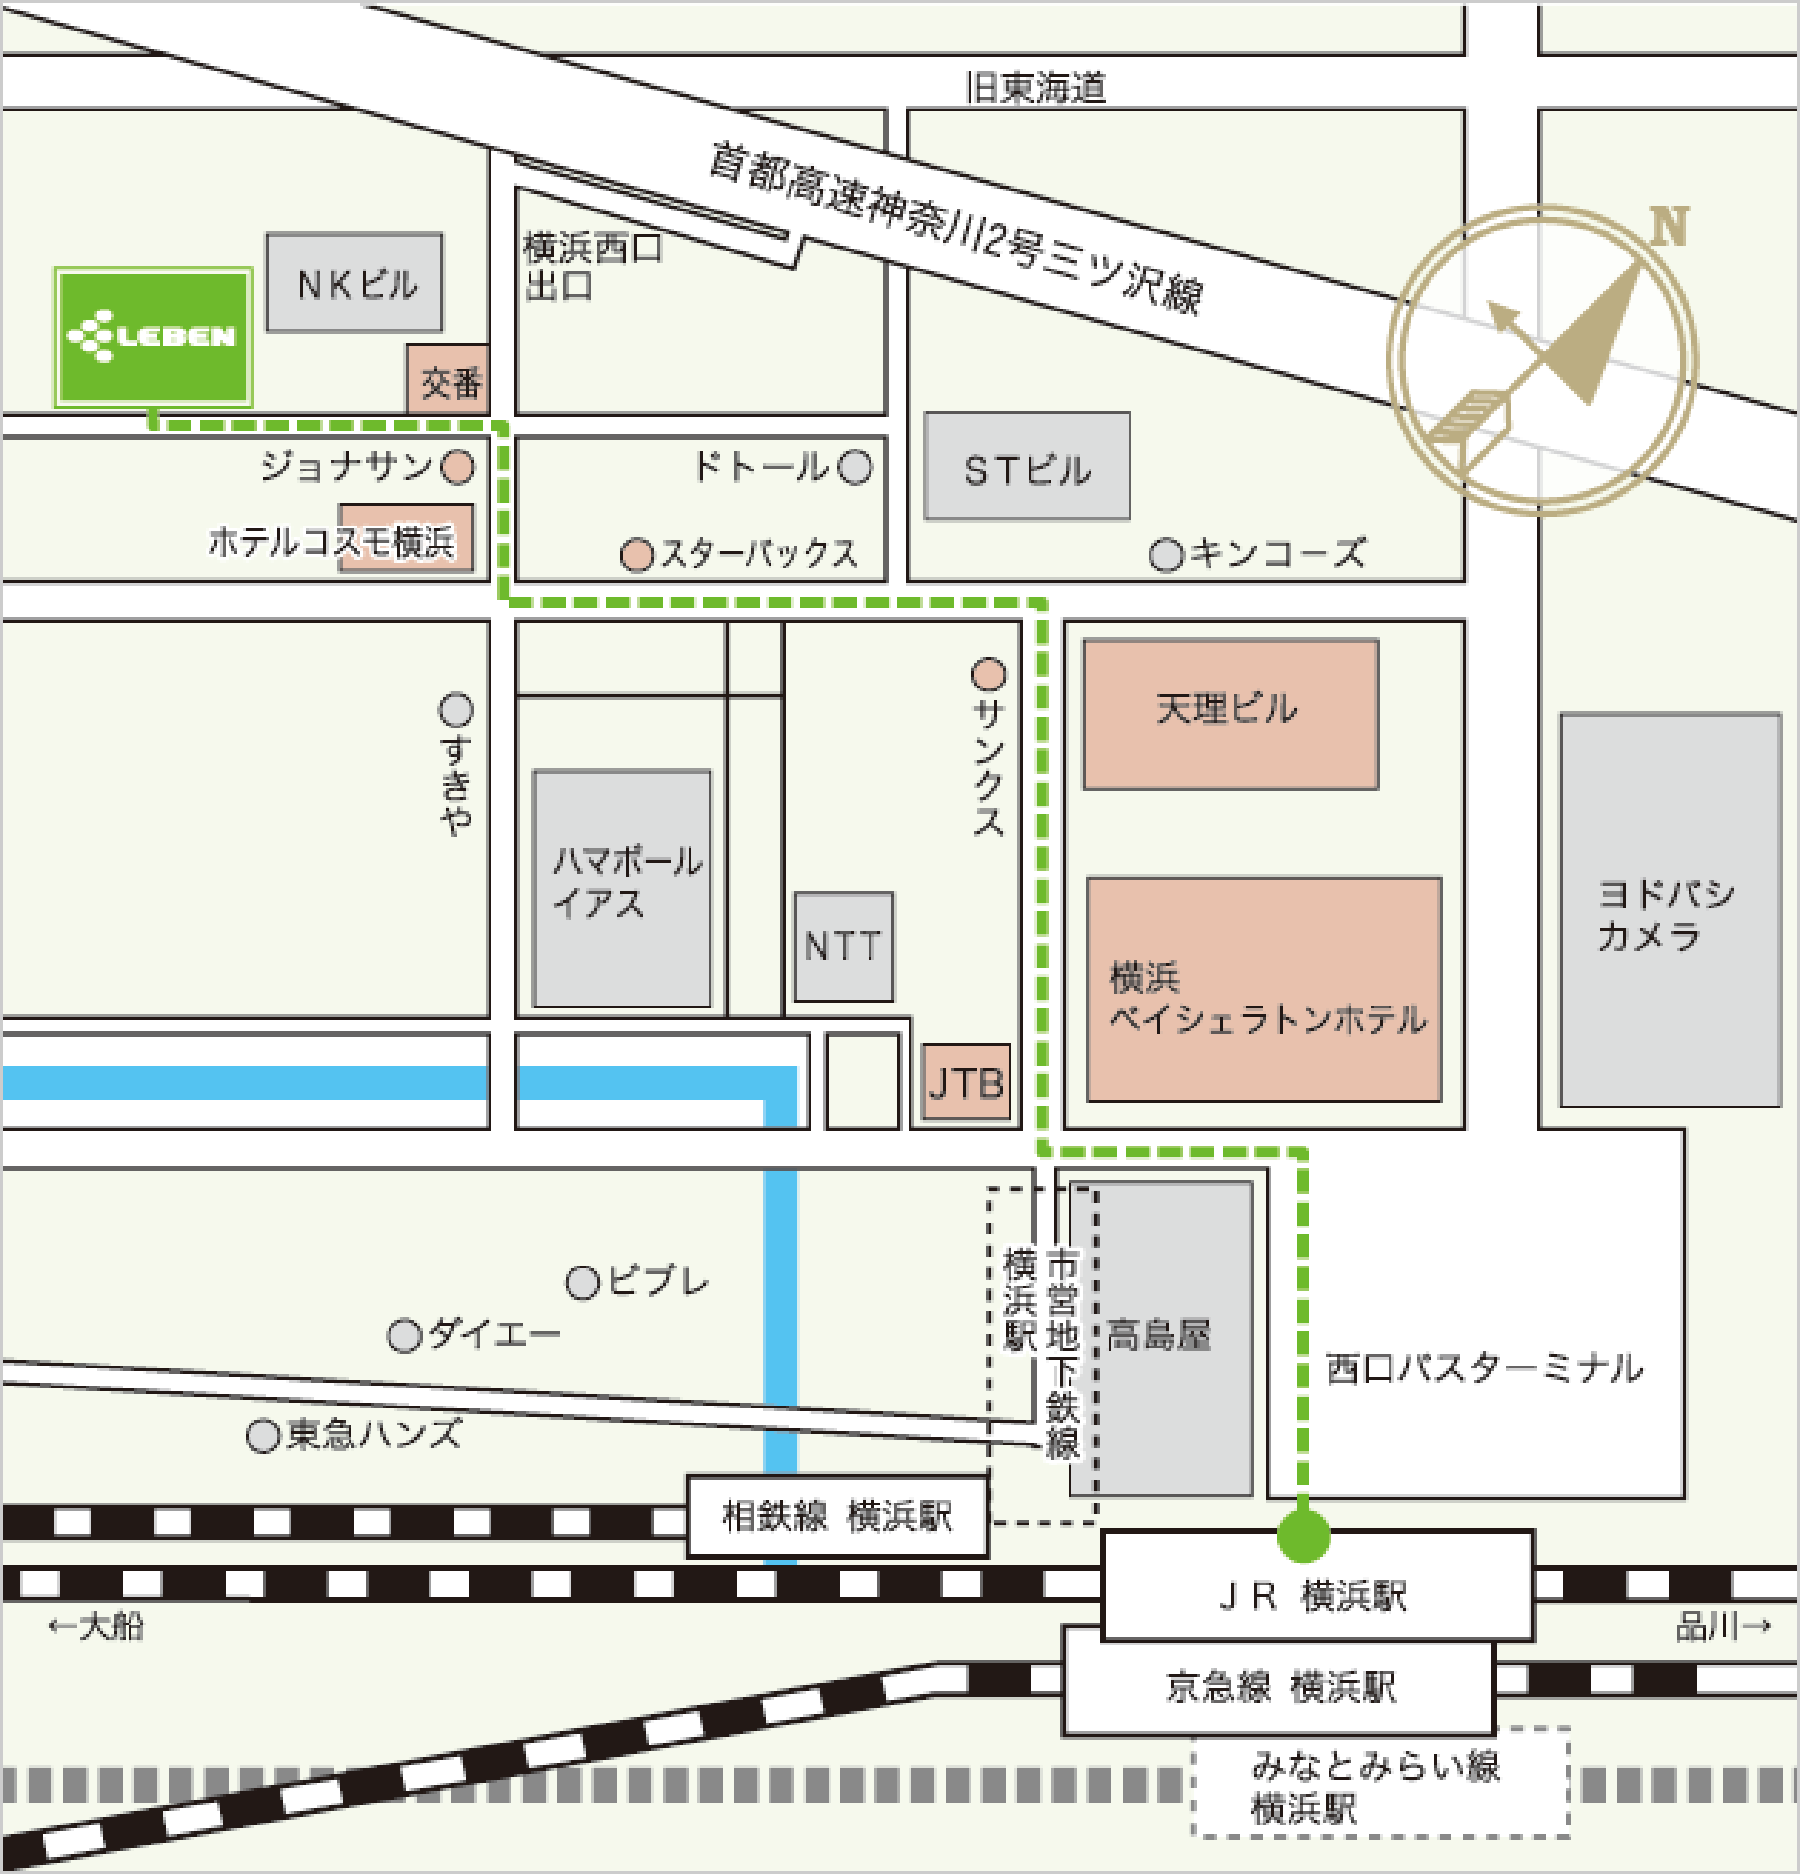 旧東海道
首都高速神奈川2号三ツ沢線
N
横浜西口
出口
NKビル
LEBEN
交番
ジョナサン
ドトール
STビル
ホテルコスモ横浜
スターバックス
キンコーズ
すきや
サンクス
天理ビル
ハマボール
イアス
NTT
ヨドバシ
カメラ
横浜
ベイシェラトンホテル
JTB
市営地下鉄線
横浜駅
高島屋
ビブレ
ダイエー
西口バスターミナル
東急ハンズ
相鉄線 横浜駅
JR 横浜駅
←大船
品川→
京急線 横浜駅
みなとみらい線
横浜駅